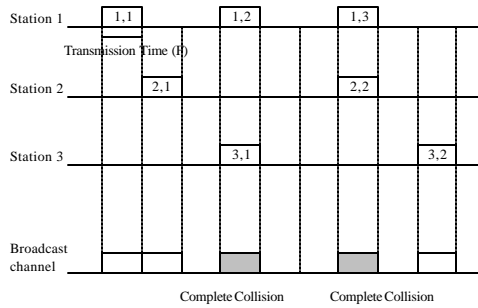 Station 1 1,1 1,2 1,3
Transmission Time (P)
Station 2 2,1 2,2
Station 3 3,1 3,2
Broadcast
channel
Complete Collision Complete Collision